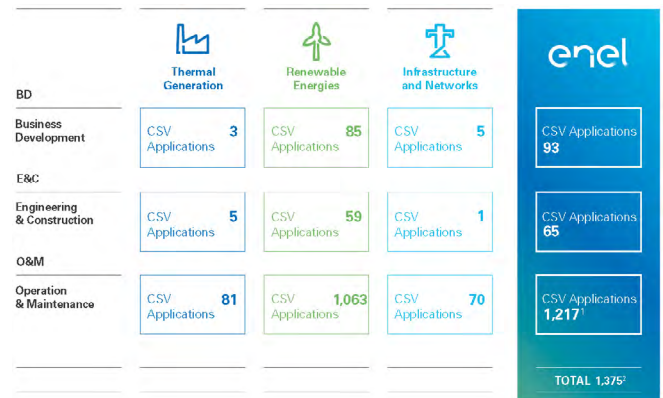 enel
Thermal
Generation
Renewable
Energies
Infrastructure
and Networks
BD
Business
Development
CSV 3
Applications
CSV 85
Applications
CSV 5
Applications
CSV Applications
93
E&C
Engineering
& Construction
CSV 5
Applications
CSV 59
Applications
CSV 1
Applications
CSV Applications
65
O&M
Operation
& Maintenance
CSV 81
Applications
CSV 1,063
Applications
CSV 70
Applications
CSV Applications
1,217¹
TOTAL 1,375²